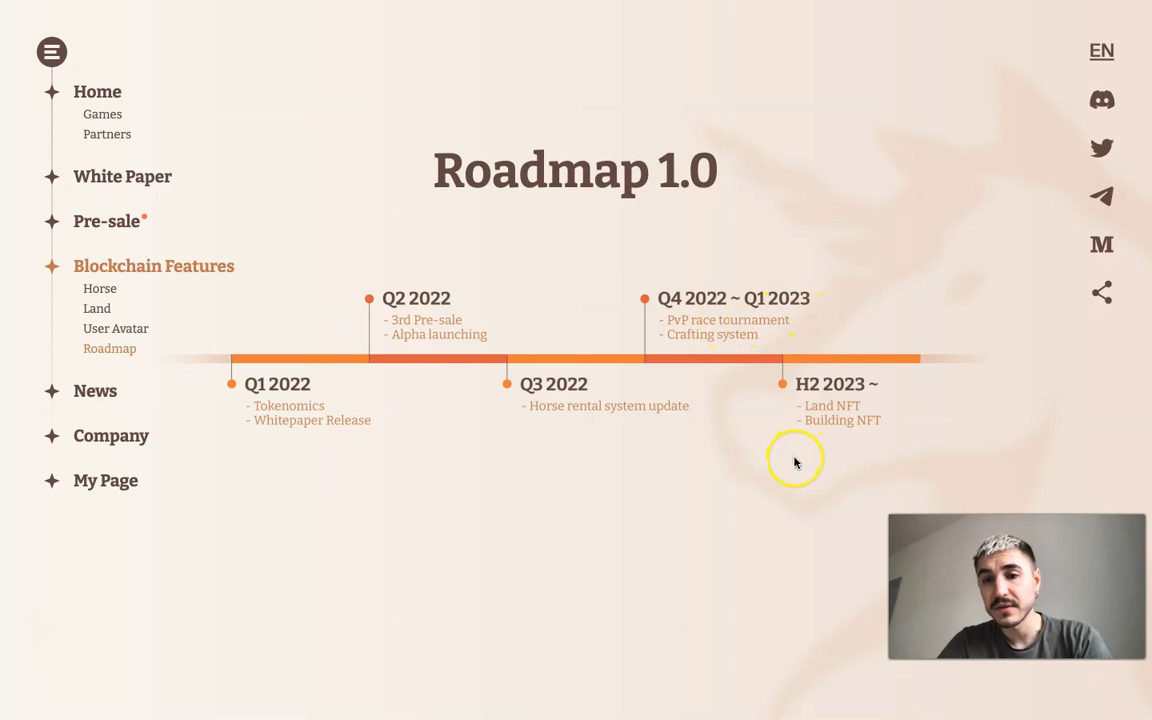 EN
Home
Games
Partners
White Paper
Pre-sale
Blockchain Features
Horse
Land
User Avatar
Roadmap
News
Company
My Page
Roadmap 1.0
Q2 2022
- 3rd Pre-sale
- Alpha launching
Q4 2022 ~ Q1 2023
- PvP race tournament
- Crafting system
Q1 2022
- Tokenomics
- Whitepaper Release
Q3 2022
- Horse rental system update
H2 2023 ~
- Land NFT
- Building NFT
M